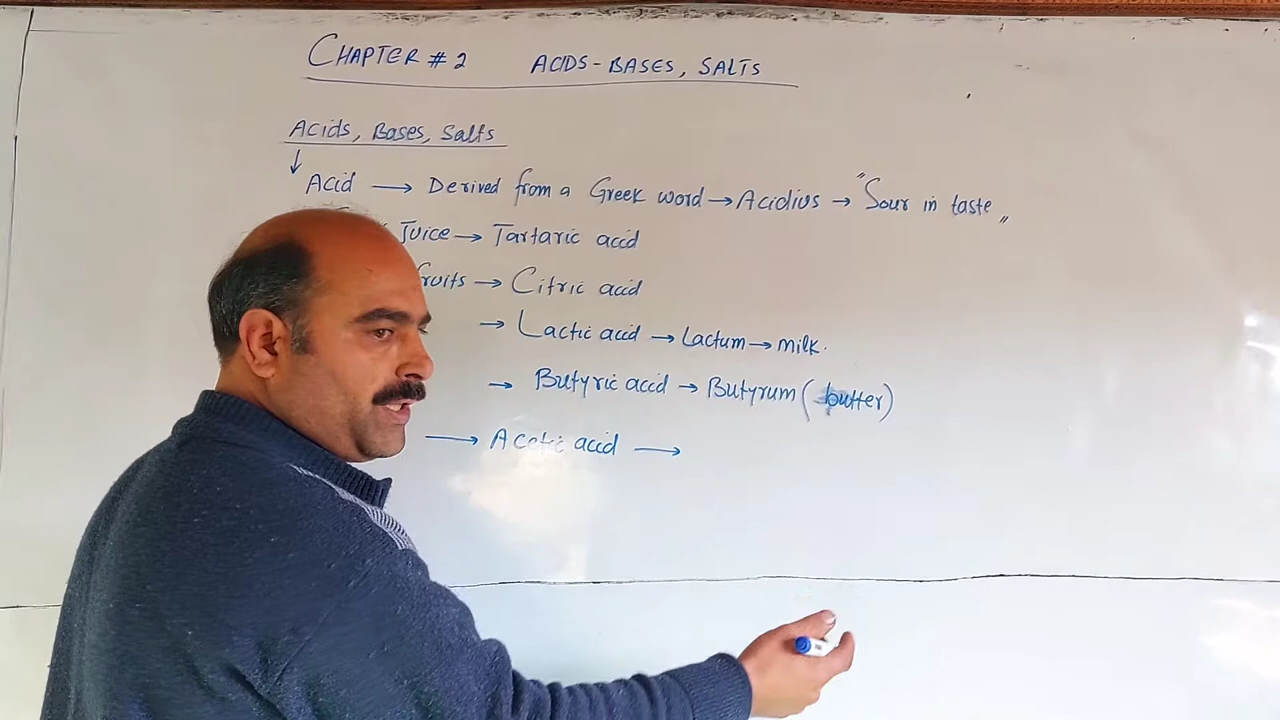 CHAPTER # 2 ACIDS-BASES, SALTS
Acids, Bases, Salts
↓ Acid → Derived from a Greek word → Acidius → "Sour in taste„
Juice → Tartaric acid
fruits → Citric acid
→ Lactic acid → Lactum → milk.
→ Butyric acid → Butyrum (butter)
→ Acetic acid →